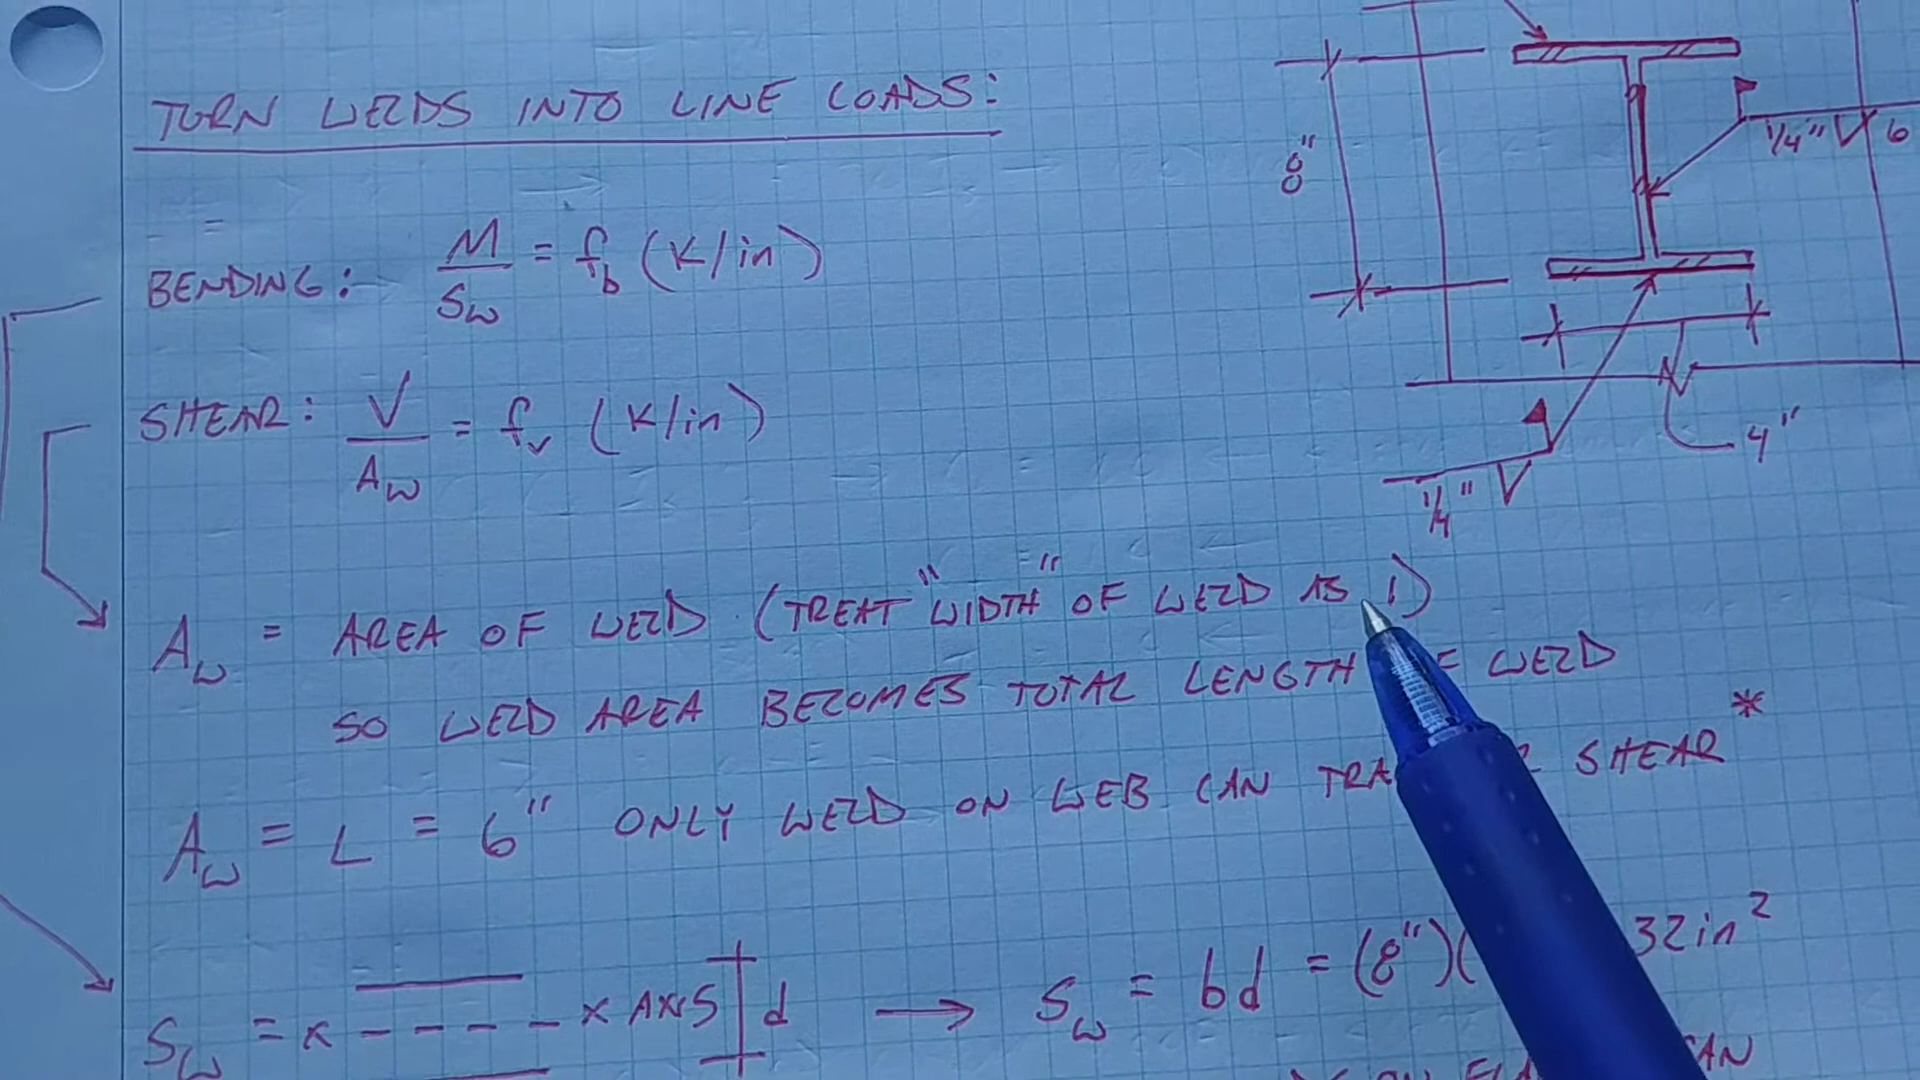 TURN WELDS INTO LINE LOADS:
8"
1/4" 6
BENDING: M/Sw = fb (K/in)
SHEAR: V/Aw = fv (K/in)
4"
1/4"
Aw = AREA OF WELD (TREAT "WIDTH" OF WELD AS 1)
SO WELD AREA BECOMES TOTAL LENGTH WELD
Aw = L = 6" ONLY WELD ON WEB CAN SHEAR *
Sw = x ---- x AXIS d → Sw = bd = (8")( 32in²
ON